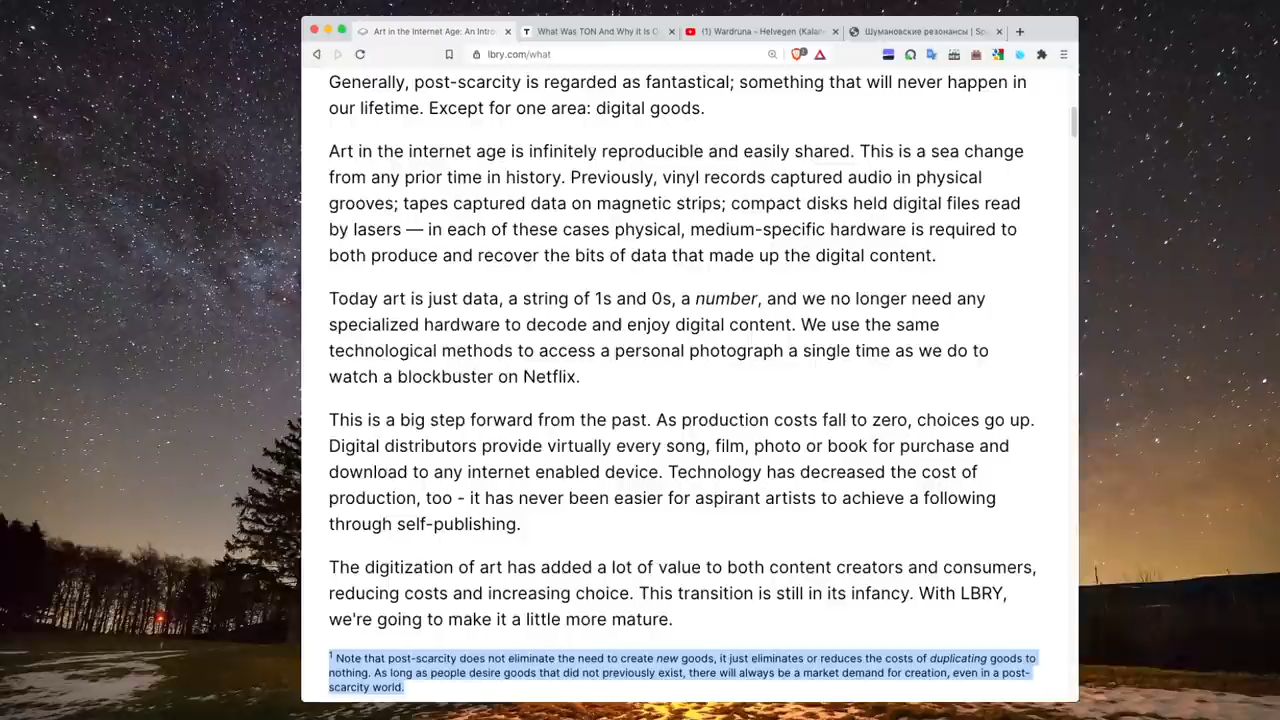 Art in the Internet Age: An Intro
What Was TON And Why It Is O
(1) Wardruna - Helvegen (Kalan
Шумановские резонансы | Sp
lbry.com/what
Generally, post-scarcity is regarded as fantastical; something that will never happen in
our lifetime. Except for one area: digital goods.
Art in the internet age is infinitely reproducible and easily shared. This is a sea change
from any prior time in history. Previously, vinyl records captured audio in physical
grooves; tapes captured data on magnetic strips; compact disks held digital files read
by lasers — in each of these cases physical, medium-specific hardware is required to
both produce and recover the bits of data that made up the digital content.
Today art is just data, a string of 1s and 0s, a number, and we no longer need any
specialized hardware to decode and enjoy digital content. We use the same
technological methods to access a personal photograph a single time as we do to
watch a blockbuster on Netflix.
This is a big step forward from the past. As production costs fall to zero, choices go up.
Digital distributors provide virtually every song, film, photo or book for purchase and
download to any internet enabled device. Technology has decreased the cost of
production, too - it has never been easier for aspirant artists to achieve a following
through self-publishing.
The digitization of art has added a lot of value to both content creators and consumers,
reducing costs and increasing choice. This transition is still in its infancy. With LBRY,
we're going to make it a little more mature.
1 Note that post-scarcity does not eliminate the need to create new goods, it just eliminates or reduces the costs of duplicating goods to
nothing. As long as people desire goods that did not previously exist, there will always be a market demand for creation, even in a post-
scarcity world.